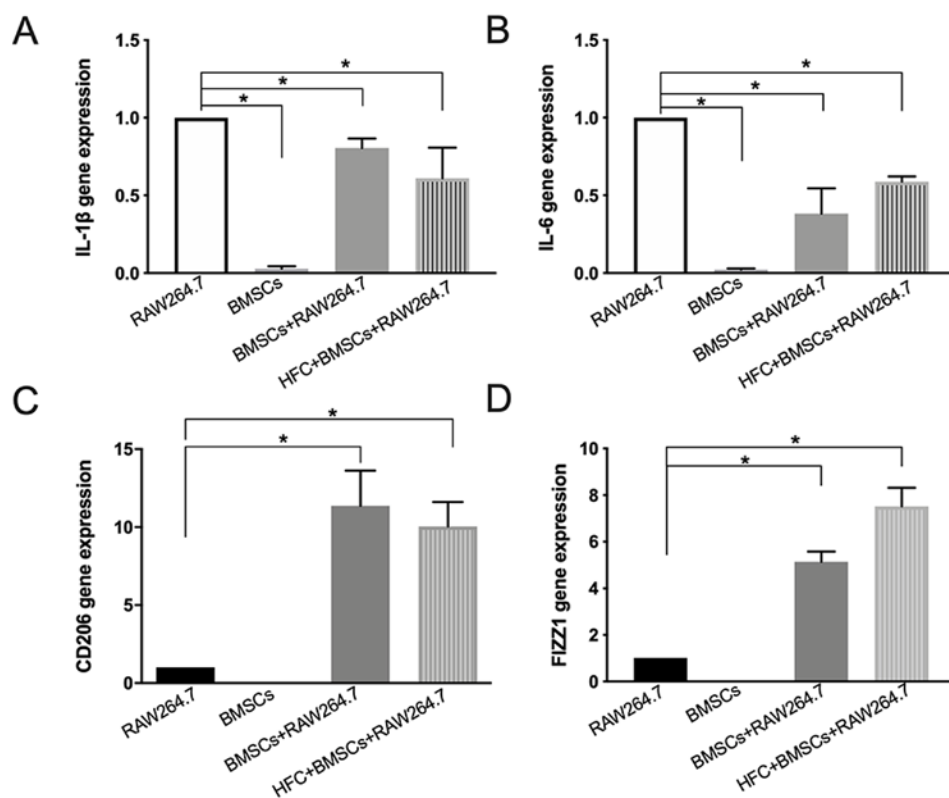 A
IL-1β gene expression
1.5
1.0
0.5
0.0
*
*
*
RAW264.7
BMSCs
BMSCs+RAW264.7
HFC+BMSCs+RAW264.7
B
IL-6 gene expression
1.5
1.0
0.5
0.0
*
*
*
RAW264.7
BMSCs
BMSCs+RAW264.7
HFC+BMSCs+RAW264.7
C
CD206 gene expression
15
10
5
0
*
*
RAW264.7
BMSCs
BMSCs+RAW264.7
HFC+BMSCs+RAW264.7
D
FIZZ1 gene expression
10
8
6
4
2
0
*
*
RAW264.7
BMSCs
BMSCs+RAW264.7
HFC+BMSCs+RAW264.7